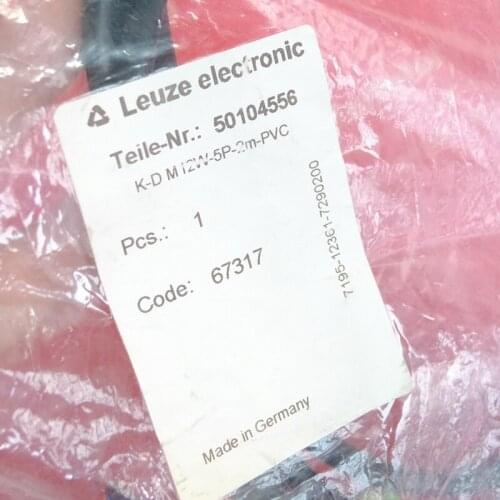 Leuze electronic
Teile-Nr.: 50104556
K-D M12W-5P-2m-PVC
Pcs.: 1
Code: 67317
7195-12361-7290200
Made in Germany